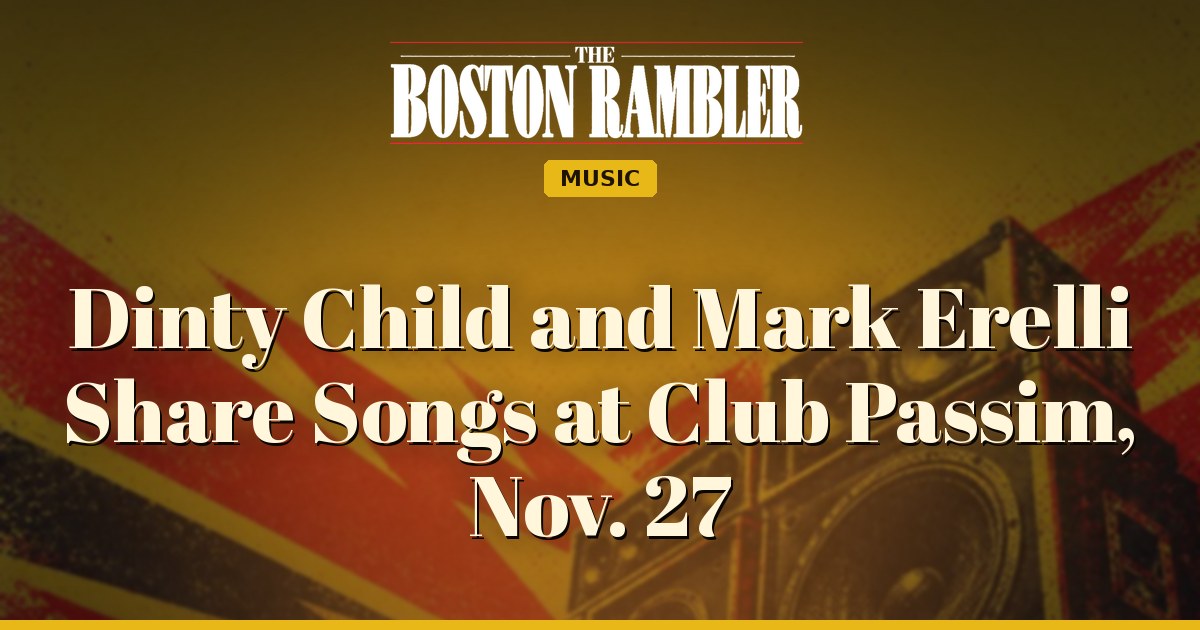 THE
BOSTON RAMBLER
MUSIC
Dinty Child and Mark Erelli
Share Songs at Club Passim,
Nov. 27